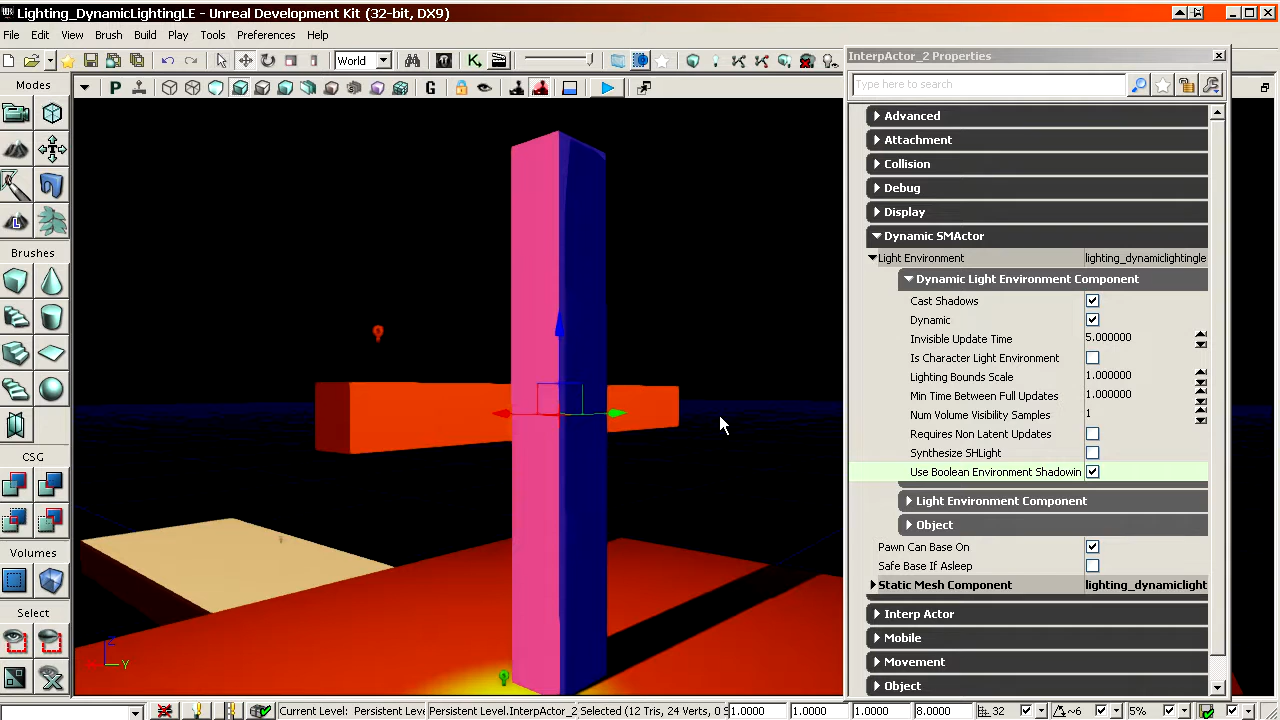 Lighting_DynamicLightingLE - Unreal Development Kit (32-bit, DX9)
File Edit View Brush Build Play Tools Preferences Help
World
InterpActor_2 Properties
Type here to search
Modes
P
G
Advanced
Attachment
Collision
Debug
Display
Dynamic SMActor
Light Environment lighting_dynamiclightingle
Dynamic Light Environment Component
Cast Shadows
Dynamic
Invisible Update Time 5.000000
Is Character Light Environment
Lighting Bounds Scale 1.000000
Min Time Between Full Updates 1.000000
Num Volume Visibility Samples 1
Requires Non Latent Updates
Synthesize SHLight
Use Boolean Environment Shadowin
Light Environment Component
Object
Pawn Can Base On
Safe Base If Asleep
Static Mesh Component lighting_dynamiclight
Interp Actor
Mobile
Movement
Object
Brushes
CSG
Volumes
Select
Z
Y
Current Level: Persistent Leve Persistent Level.InterpActor_2 Selected (12 Tris, 24 Verts, 0 S 1.0000 1.0000 1.0000 8.0000 32 ~6 5%